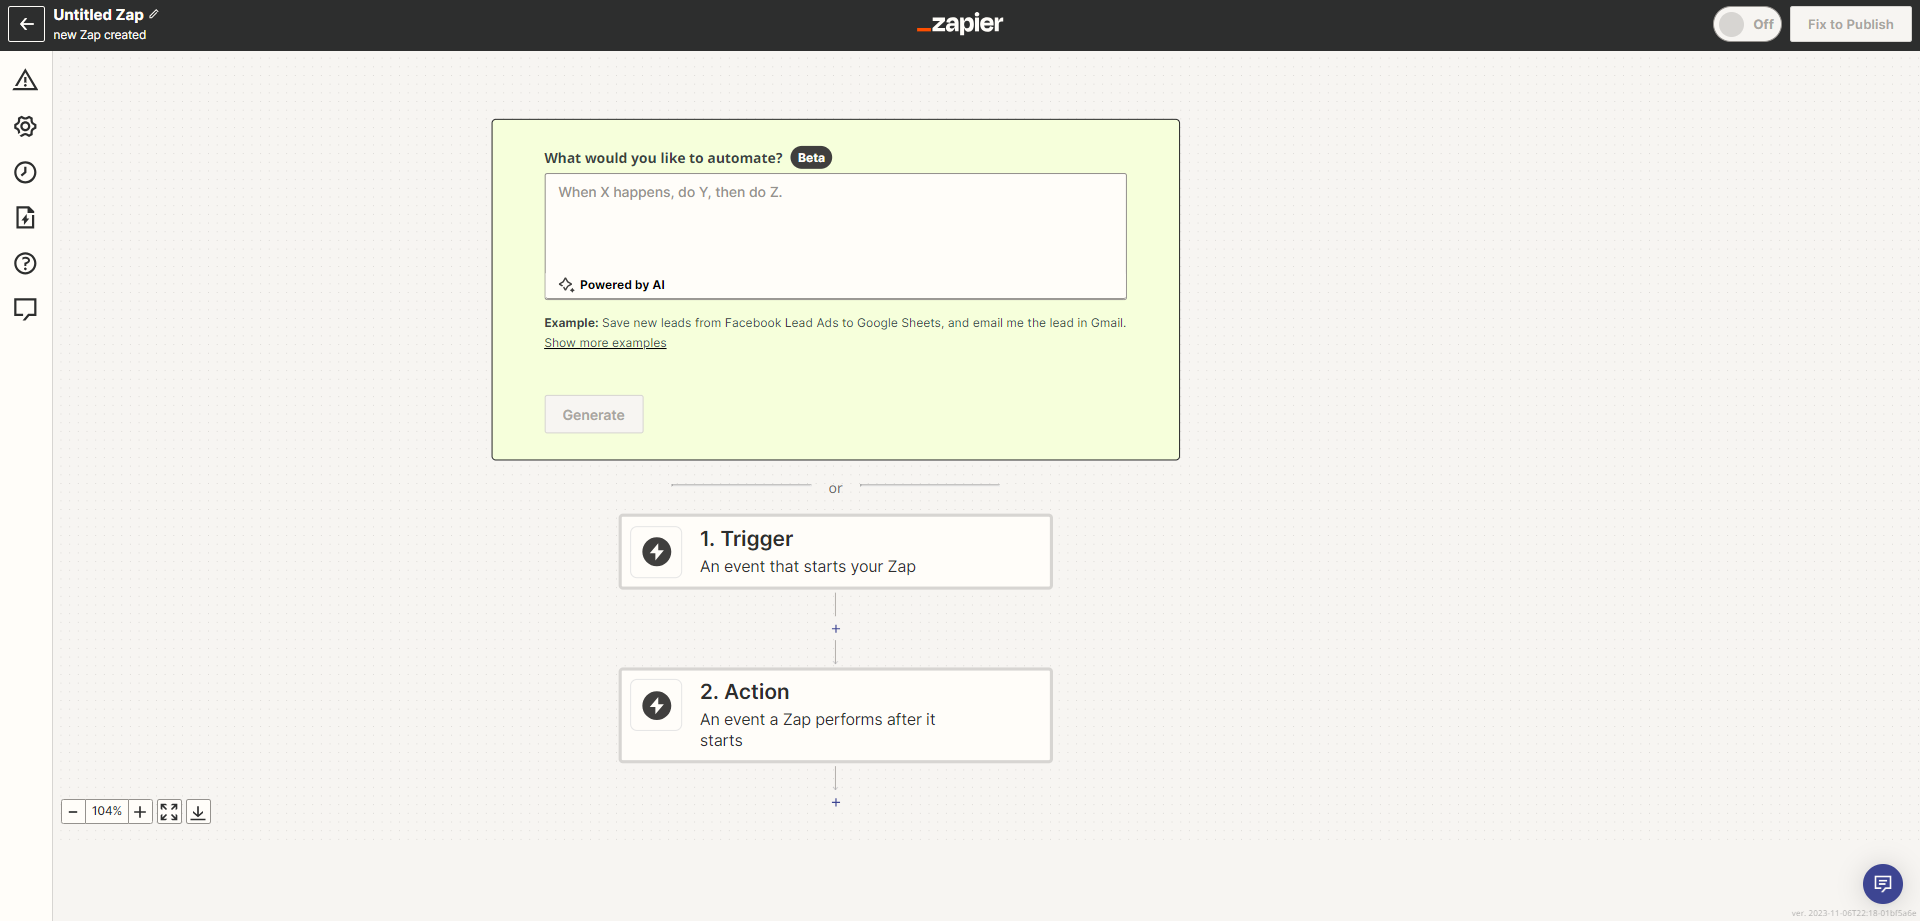 Untitled Zap
new Zap created
_zapier
Off
Fix to Publish
What would you like to automate? Beta
When X happens, do Y, then do Z.
Powered by AI
Example: Save new leads from Facebook Lead Ads to Google Sheets, and email me the lead in Gmail.
Show more examples
Generate
or
1. Trigger
An event that starts your Zap
+
2. Action
An event a Zap performs after it
starts
+
104%
ver. 2023-11-06T22:18-01bf5a6e